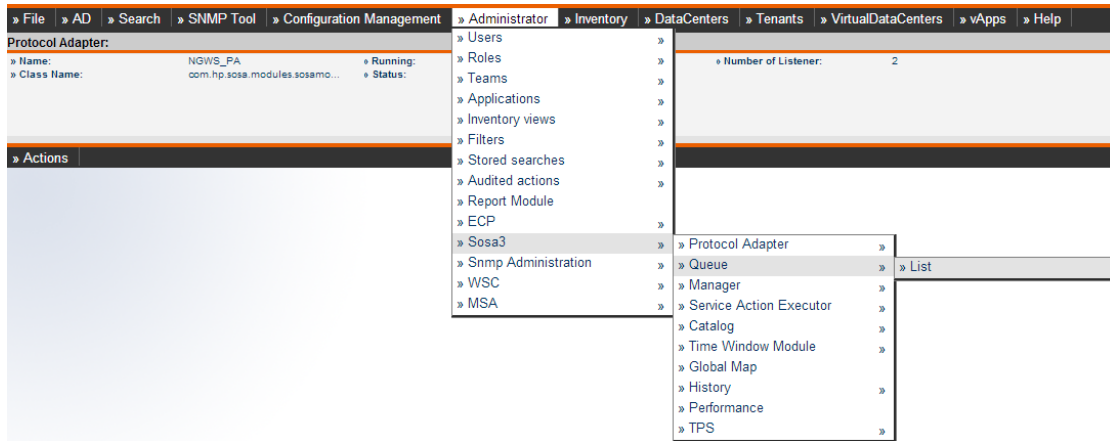 » File » AD » Search » SNMP Tool » Configuration Management » Administrator » Inventory » DataCenters » Tenants » VirtualDataCenters » vApps » Help
Protocol Adapter:
» Name: NGWS_PA » Running: » Number of Listener: 2
» Class Name: com.hp.sosa.modules.sosamo... » Status:
» Actions
» Users »
» Roles »
» Teams »
» Applications »
» Inventory views »
» Filters »
» Stored searches »
» Audited actions »
» Report Module
» ECP »
» Sosa3 »
» Snmp Administration »
» WSC »
» MSA »
» Protocol Adapter »
» Queue »
» Manager »
» Service Action Executor »
» Catalog »
» Time Window Module »
» Global Map
» History »
» Performance
» TPS »
» List